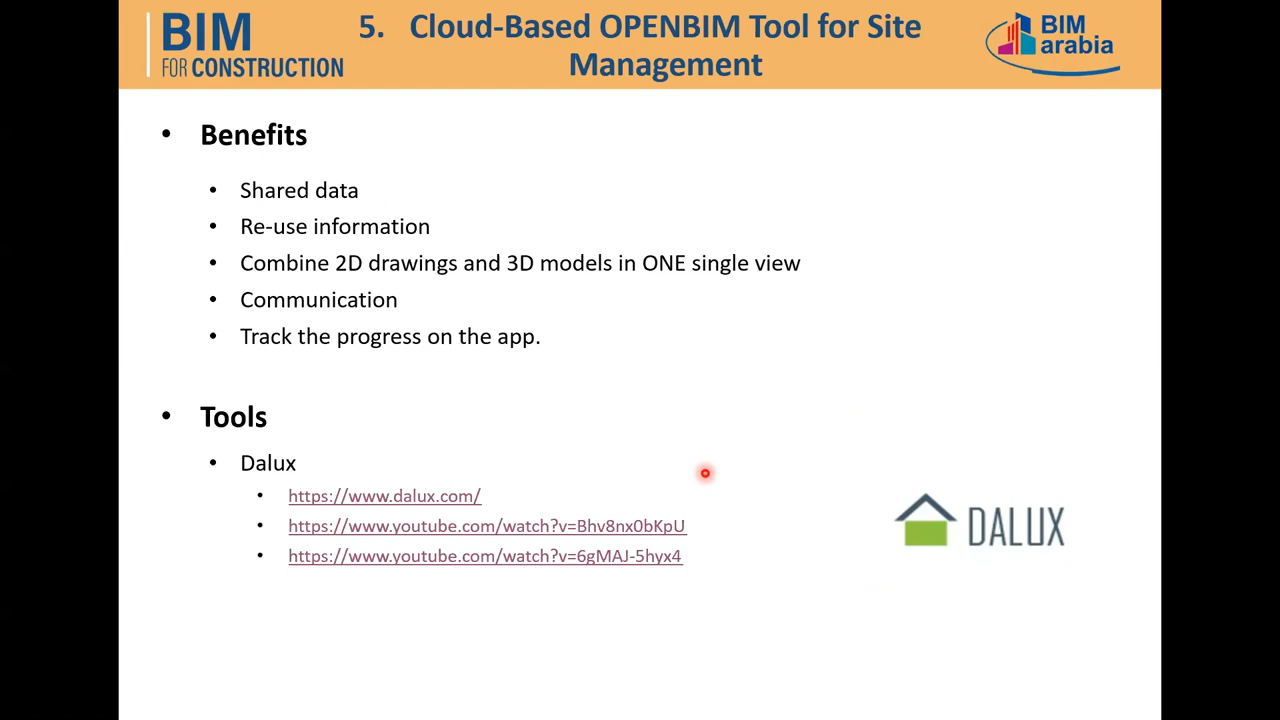 BIM
FOR CONSTRUCTION
5. Cloud-Based OPENBIM Tool for Site
Management
BIM
arabia
• Benefits
• Shared data
• Re-use information
• Combine 2D drawings and 3D models in ONE single view
• Communication
• Track the progress on the app.
• Tools
• Dalux
• https://www.dalux.com/
• https://www.youtube.com/watch?v=Bhv8nx0bKpU
• https://www.youtube.com/watch?v=6gMAJ-5hyx4
DALUX